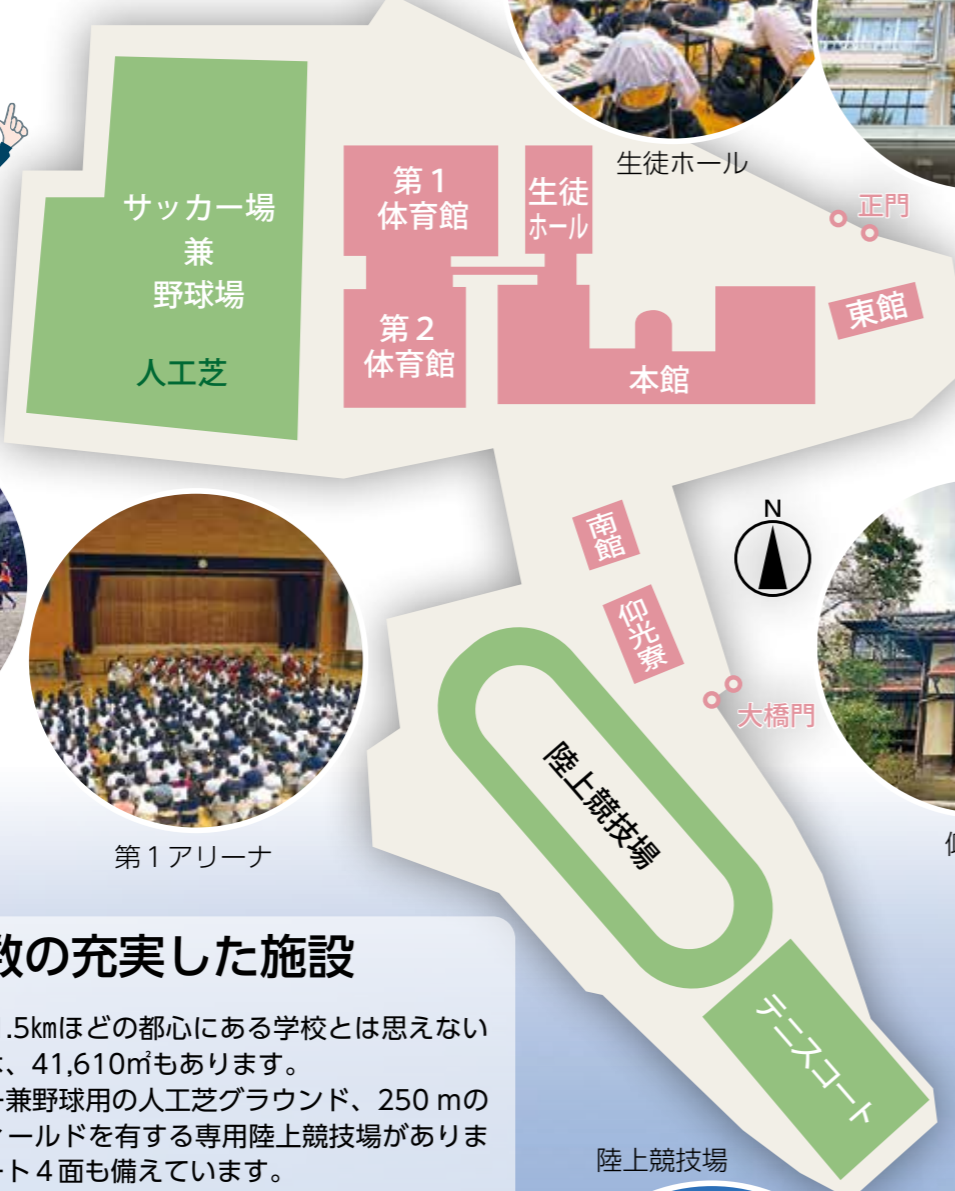 生徒ホール
正門
サッカー場
兼
野球場
人工芝
第１
体育館
生徒
ホール
第２
体育館
本館
東館
南館
N
仰光寮
大橋門
陸上競技場
テニスコート
第１アリーナ
数の充実した施設
.5㎞ほどの都心にある学校とは思えない
、41,610㎡もあります。
兼野球用の人工芝グラウンド、250 mの
ィールドを有する専用陸上競技場がありま
ート４面も備えています。
陸上競技場